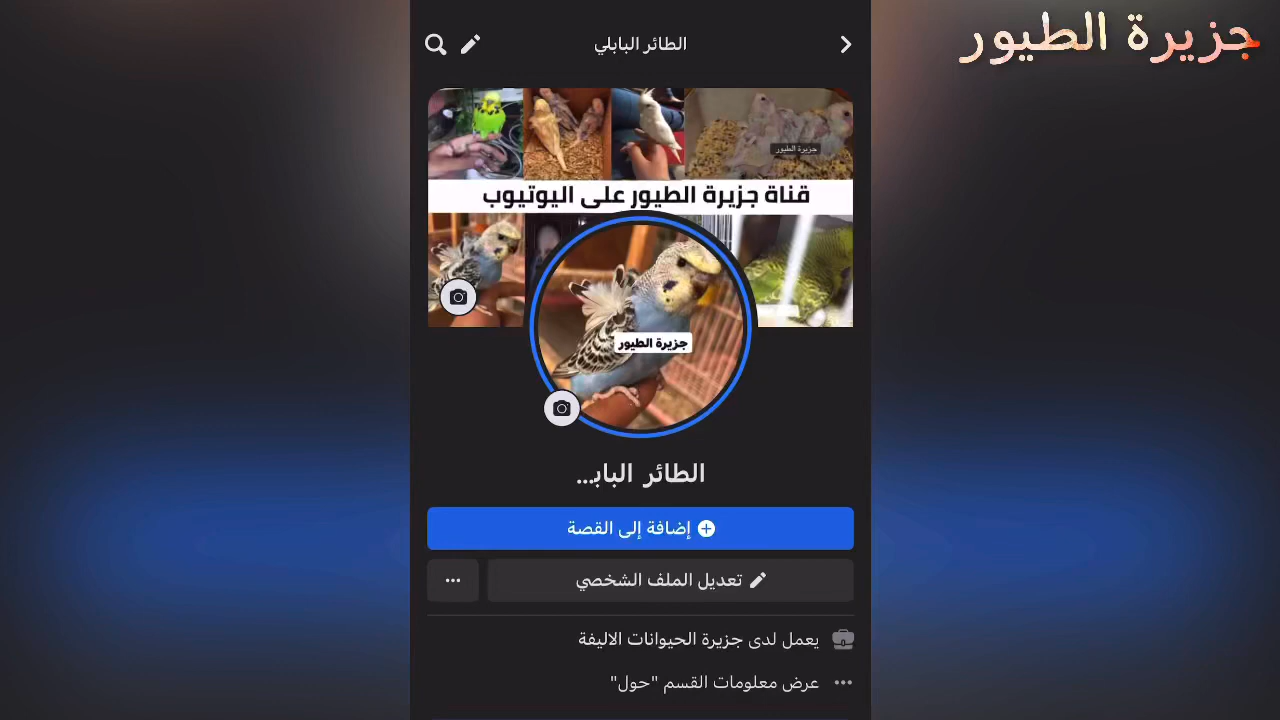 جزيرة الطيور
الطائر البابلي
جزيرة الطيور
قناة جزيرة الطيور على اليوتيوب
جزيرة الطيور
الطائر الباب...
إضافة إلى القصة
تعديل الملف الشخصي
يعمل لدى جزيرة الحيوانات الاليفة
عرض معلومات القسم "حول"